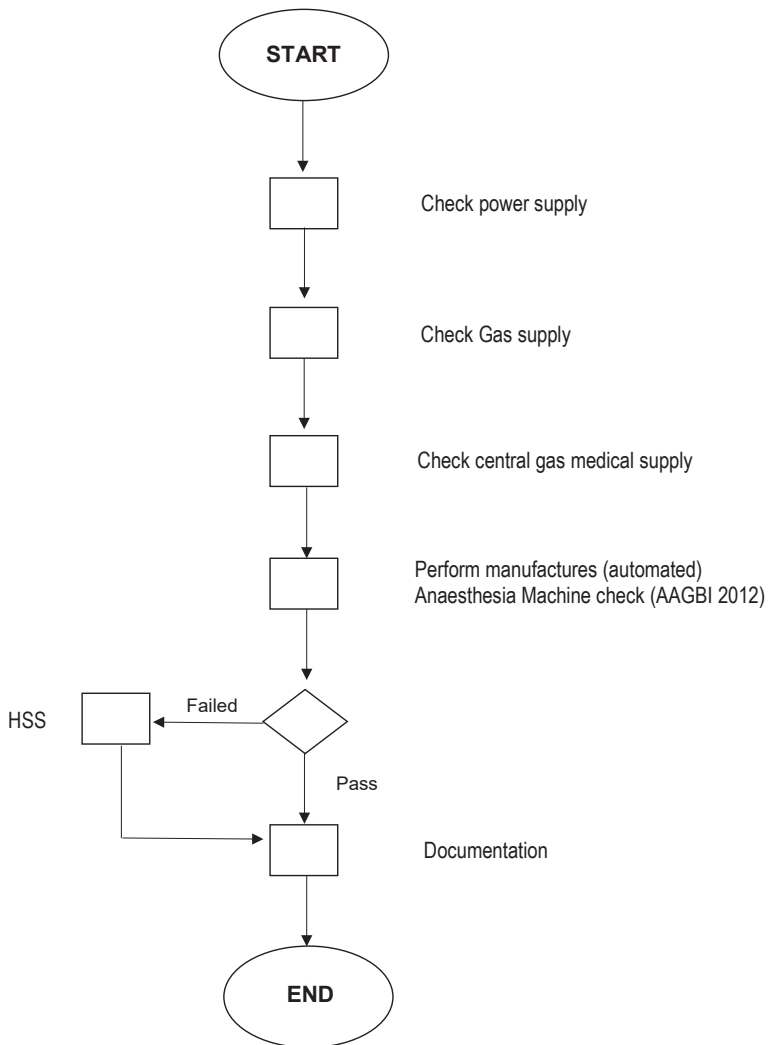 START
Check power supply
Check Gas supply
Check central gas medical supply
Perform manufactures (automated)
Anaesthesia Machine check (AAGBI 2012)
HSS
Failed
Pass
Documentation
END